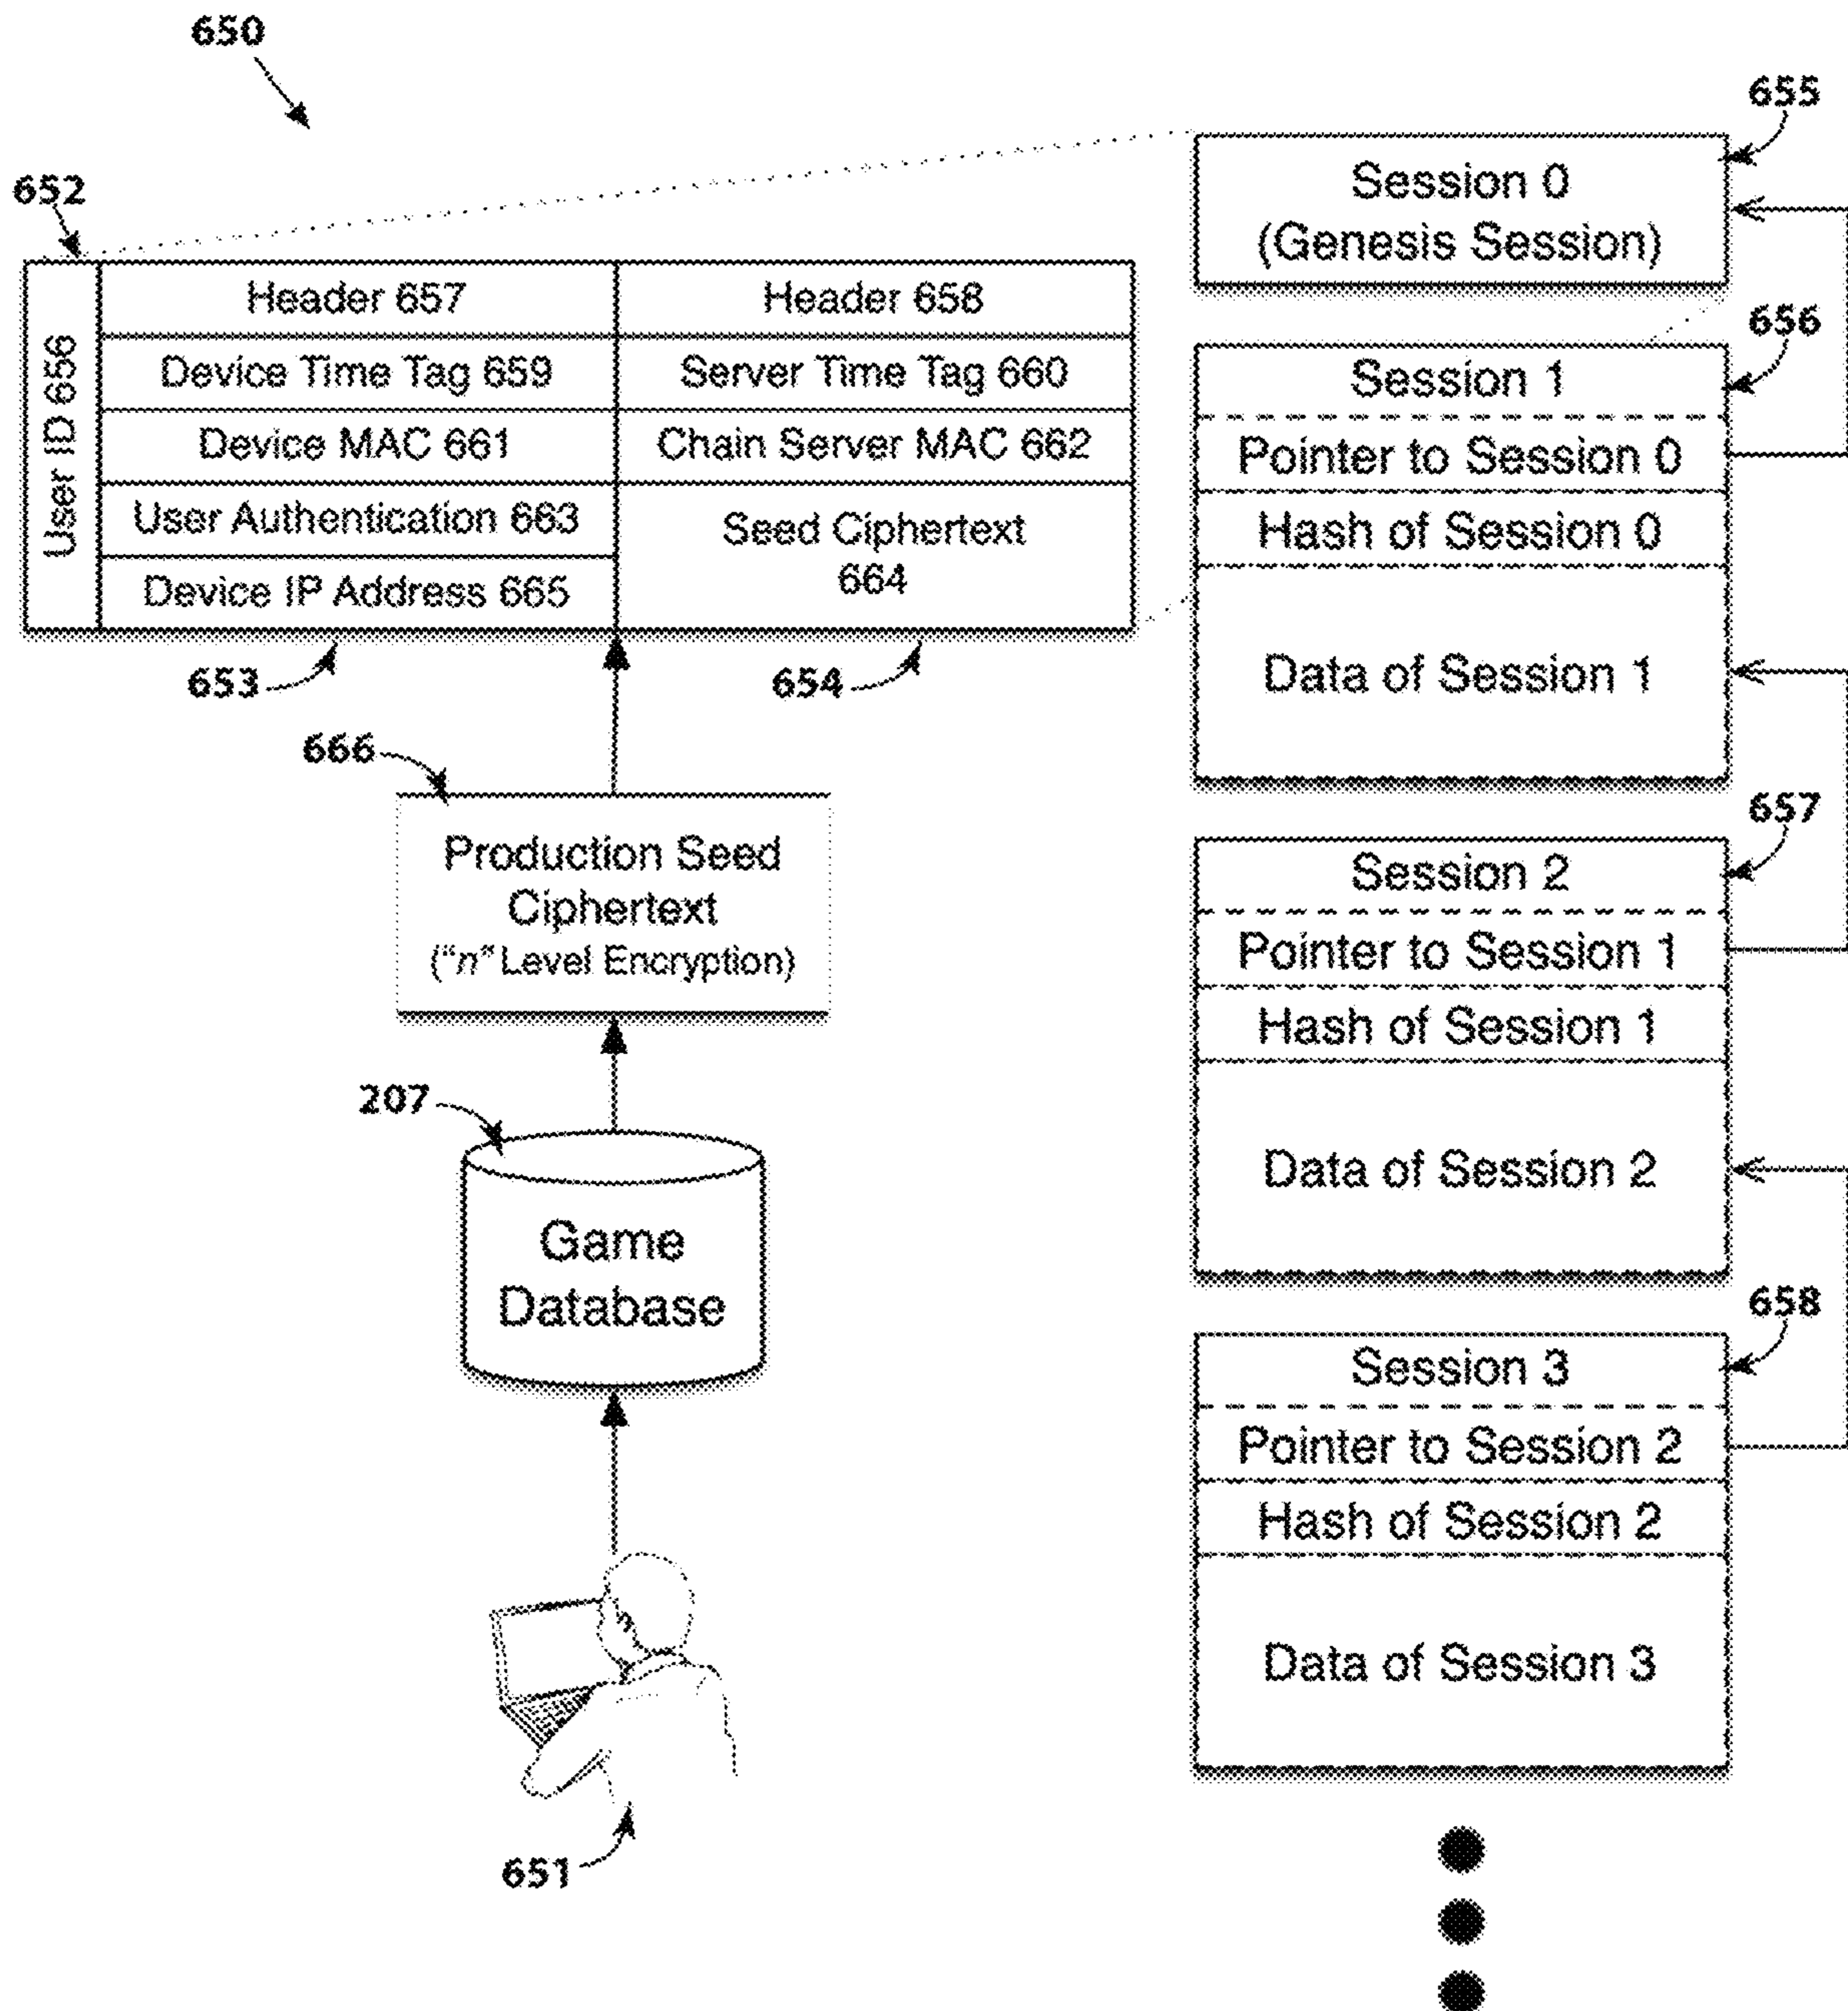 650
652
User ID 656
Header 657
Header 658
Device Time Tag 659
Server Time Tag 660
Device MAC 661
Chain Server MAC 662
User Authentication 663
Seed Ciphertext
664
Device IP Address 665
653
654
666
Production Seed
Ciphertext
("n" Level Encryption)
207
Game
Database
651
655
Session 0
(Genesis Session)
656
Session 1
Pointer to Session 0
Hash of Session 0
Data of Session 1
657
Session 2
Pointer to Session 1
Hash of Session 1
Data of Session 2
658
Session 3
Pointer to Session 2
Hash of Session 2
Data of Session 3